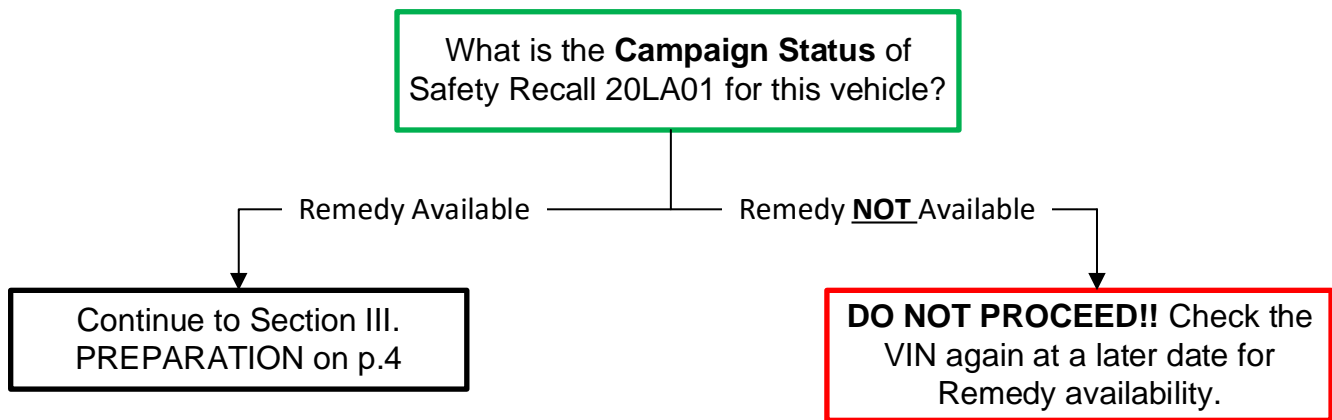 What is the Campaign Status of
Safety Recall 20LA01 for this vehicle?
Remedy Available
Remedy NOT Available
Continue to Section III.
PREPARATION on p.4
DO NOT PROCEED!! Check the
VIN again at a later date for
Remedy availability.